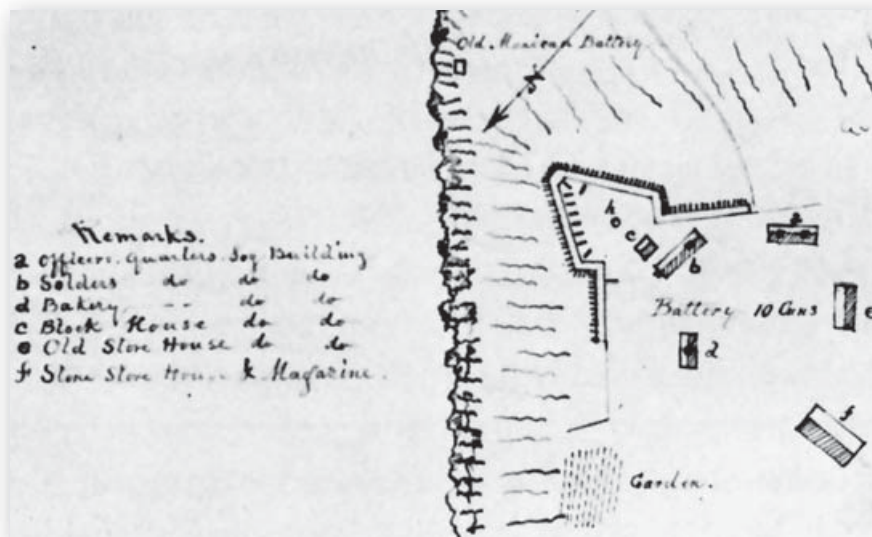 Old Mexican Battery
N
h
c
a
b
Battery 10 Guns
e
d
f
Garden.
Remarks.
a Officers quarters Log Building
b Solders do do do
d Bakery -- do do
c Block House do do
e Old Store House do do
f Stone Store House & Magazine.